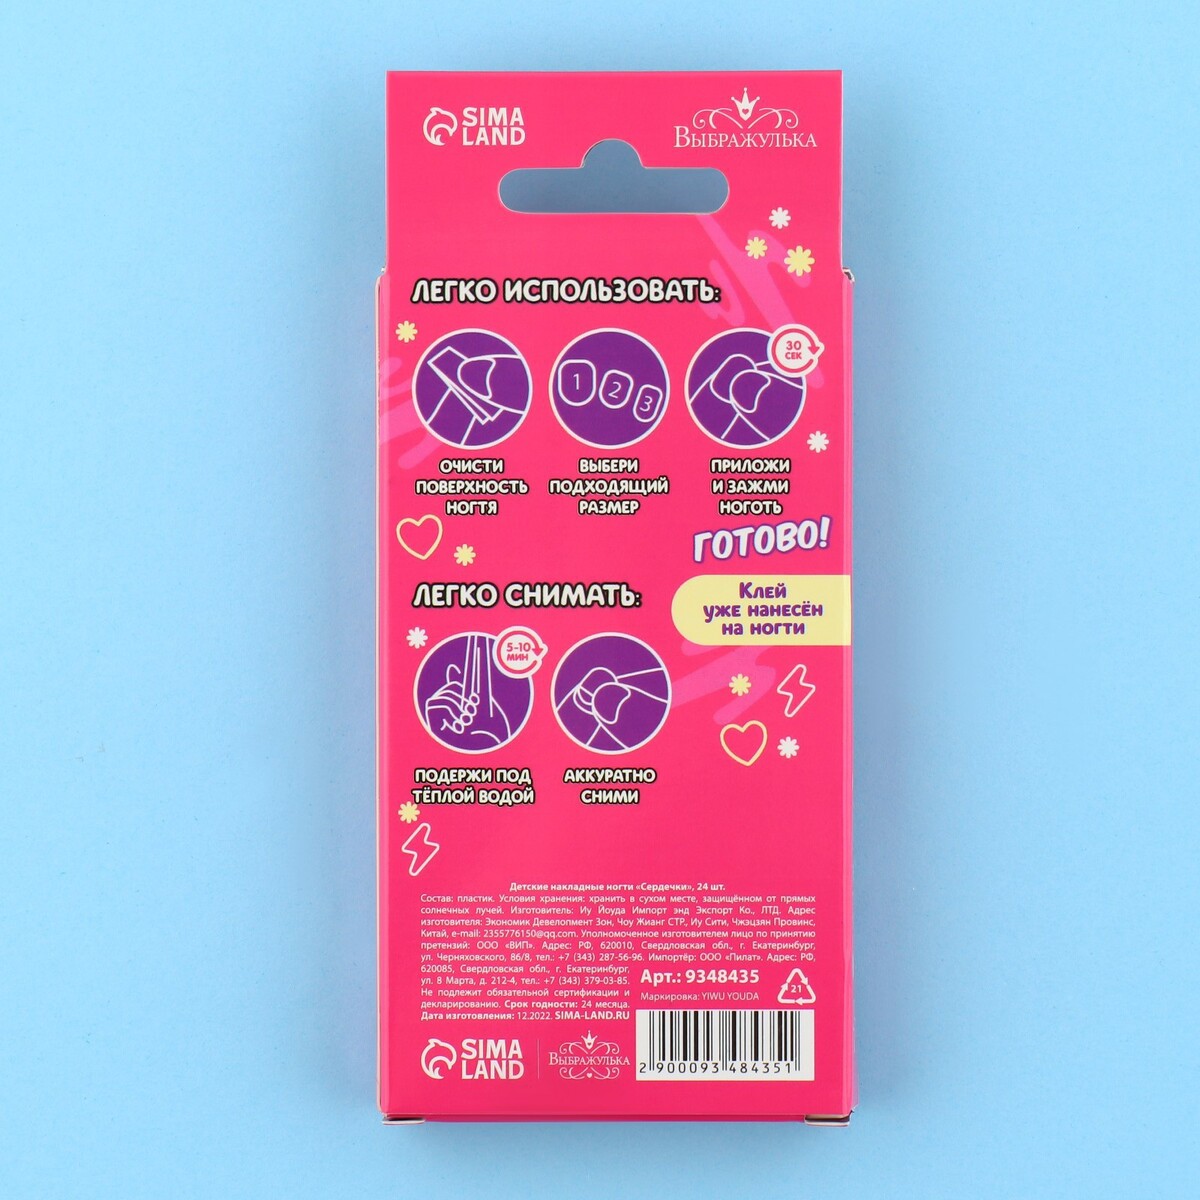 SIMA
LAND
ВЫБРАЖУЛЬКА
ЛЕГКО ИСПОЛЬЗОВАТЬ:
1 2 3
30
СЕК
ОЧИСТИ
ПОВЕРХНОСТЬ
НОГТЯ
ВЫБЕРИ
ПОДХОДЯЩИЙ
РАЗМЕР
ПРИЛОЖИ
И ЗАЖМИ
НОГОТЬ
ГОТОВО!
Клей
уже нанесён
на ногти
ЛЕГКО СНИМАТЬ:
5-10
МИН
ПОДЕРЖИ ПОД
ТЁПЛОЙ ВОДОЙ
АККУРАТНО
СНИМИ
Детские накладные ногти «Сердечки», 24 шт.
Состав: пластик. Условия хранения: хранить в сухом месте, защищённом от прямых
солнечных лучей. Изготовитель: Иу Йоуда Импорт энд Экспорт Ко., ЛТД. Адрес
изготовителя: Экономик Девелопмент Зон, Чоу Жианг СТР., Иу Сити, Чжэцзян Провинс,
Китай, e-mail: 2355776150@qq.com. Уполномоченное изготовителем лицо по принятию
претензий: ООО «ВИП». Адрес: РФ, 620010, Свердловская обл., г. Екатеринбург,
ул. Черняховского, 86/8, тел.: +7 (343) 287-56-96. Импортёр: ООО «Пилат». Адрес: РФ,
620085, Свердловская обл., г. Екатеринбург,
ул. 8 Марта, д. 212-4, тел.: +7 (343) 379-03-85.
Не подлежит обязательной сертификации и
декларированию. Срок годности: 24 месяца.
Дата изготовления: 12.2022. SIMA-LAND.RU
Арт.: 9348435
Маркировка: YIWU YOUDA
21
SIMA
LAND
ВЫБРАЖУЛЬКА
2 900093 484351